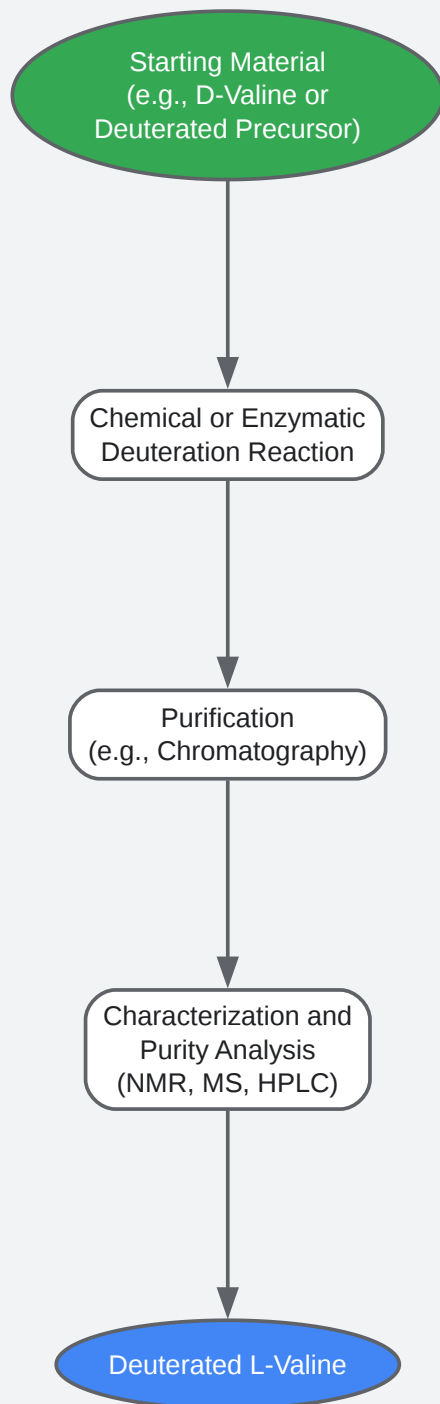 Starting Material
(e.g., D-Valine or
Deuterated Precursor)
Chemical or Enzymatic
Deuteration Reaction
Purification
(e.g., Chromatography)
Characterization and
Purity Analysis
(NMR, MS, HPLC)
Deuterated L-Valine